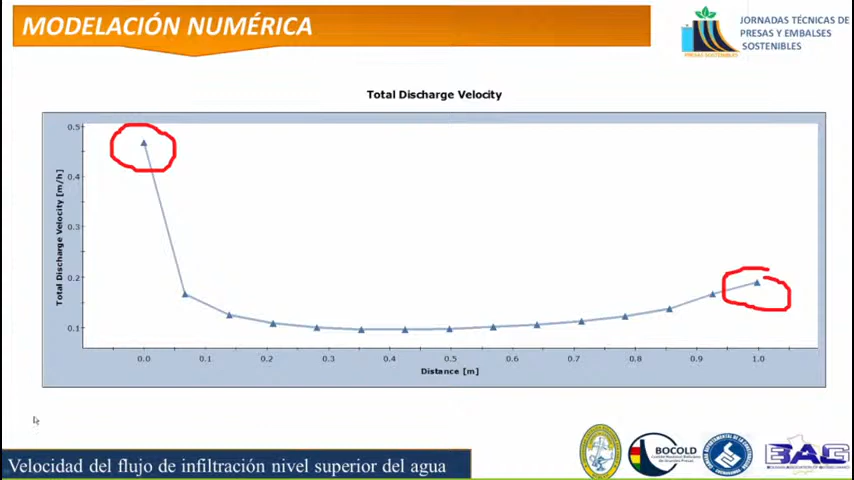 MODELACIÓN NUMÉRICA
JORNADAS TÉCNICAS DE
PRESAS Y EMBALSES
SOSTENIBLES
PRESAS SOSTENIBLES
Total Discharge Velocity
Total Discharge Velocity [m/h]
0.5
0.4
0.3
0.2
0.1
0.0 0.1 0.2 0.3 0.4 0.5 0.6 0.7 0.8 0.9 1.0
Distance [m]
Velocidad del flujo de infiltración nivel superior del agua
BOCOLD
BAG